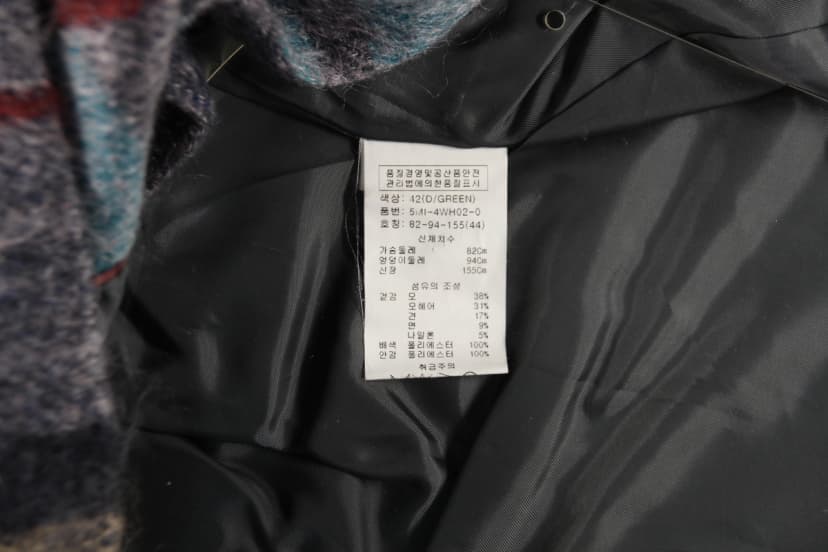 품질경영및공산품안전
관리법에의한품질표시
색상: 42(D/GREEN)
품번: 5MI-4WH02-0
호칭: 82-94-155(44)
신체치수
가슴둘레 82Cm
엉덩이둘레 94Cm
신장 155Cm
섬유의 조성
겉감 모 38%
모헤어 31%
견 17%
면 9%
나일론 5%
배색 폴리에스터 100%
안감 폴리에스터 100%
취급주의